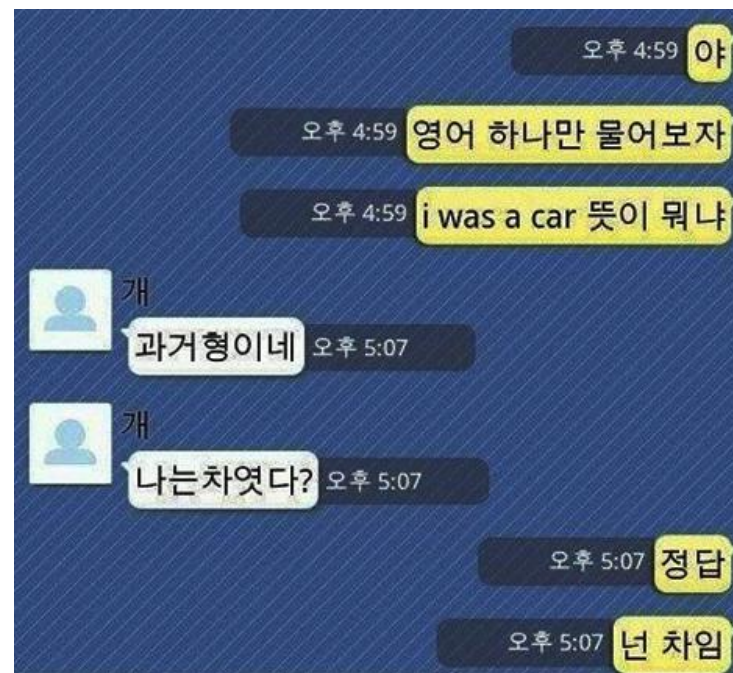 오후 4:59 야
오후 4:59 영어 하나만 물어보자
오후 4:59 i was a car 뜻이 뭐냐
개
과거형이네 오후 5:07
개
나는차엿다? 오후 5:07
오후 5:07 정답
오후 5:07 넌 차임